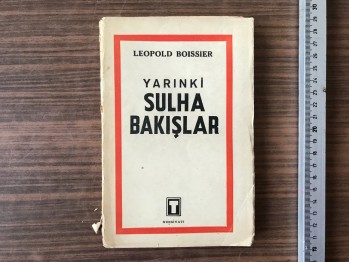 LEOPOLD BOISSIER
YARINKİ
SULHA
BAKIŞLAR
T